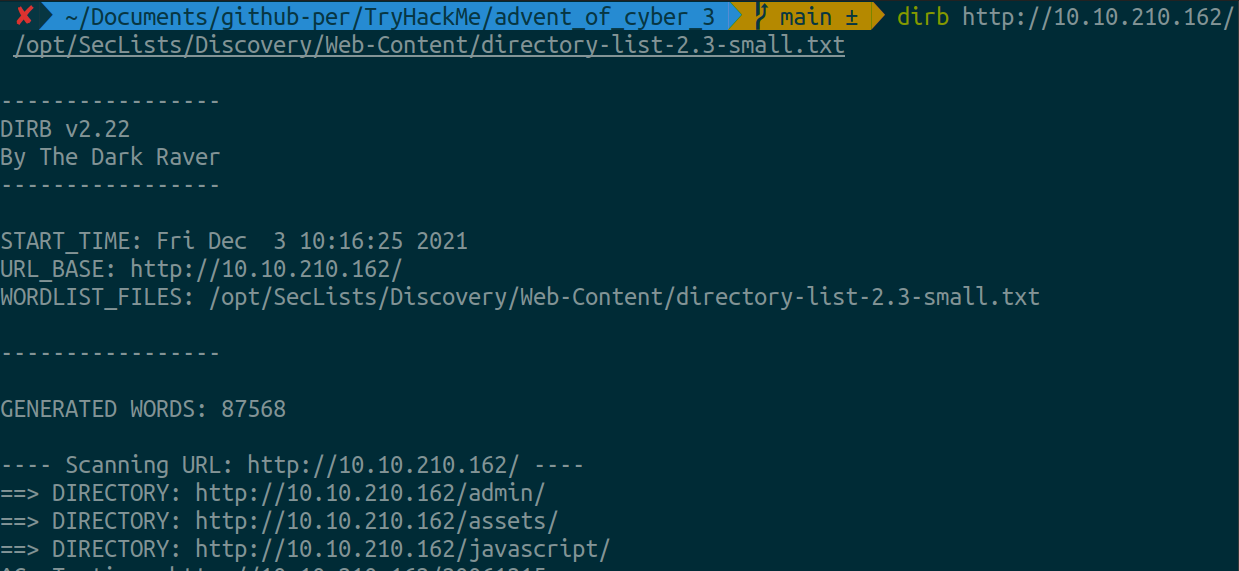 ✘ ~/Documents/github-per/TryHackMe/advent_of_cyber_3 main ± dirb http://10.10.210.162/
/opt/SecLists/Discovery/Web-Content/directory-list-2.3-small.txt
-----------------
DIRB v2.22
By The Dark Raver
-----------------
START_TIME: Fri Dec  3 10:16:25 2021
URL_BASE: http://10.10.210.162/
WORDLIST_FILES: /opt/SecLists/Discovery/Web-Content/directory-list-2.3-small.txt
-----------------
GENERATED WORDS: 87568
---- Scanning URL: http://10.10.210.162/ ----
==> DIRECTORY: http://10.10.210.162/admin/
==> DIRECTORY: http://10.10.210.162/assets/
==> DIRECTORY: http://10.10.210.162/javascript/